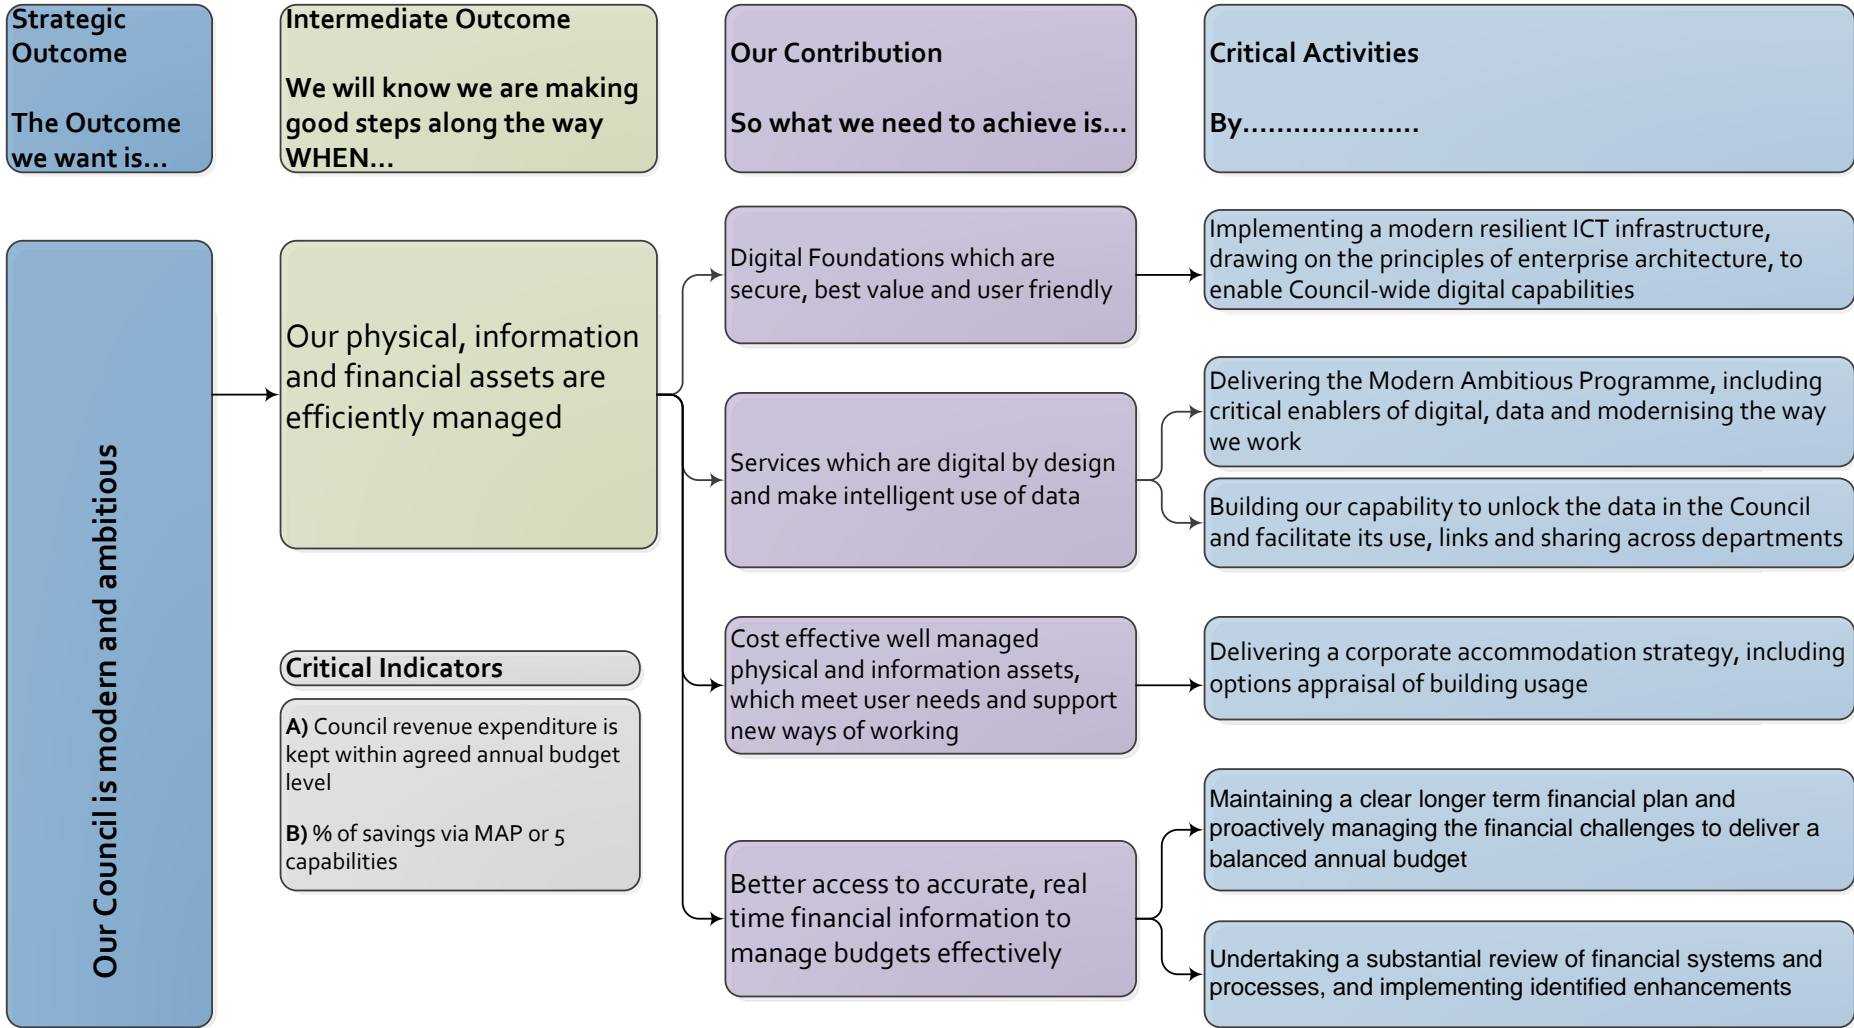 Strategic
Outcome
The Outcome
we want is...
Intermediate Outcome
We will know we are making
good steps along the way
WHEN...
Our Contribution
So what we need to achieve is...
Critical Activities
By.....................
Our Council is modern and ambitious
Our physical, information
and financial assets are
efficiently managed
Critical Indicators
A) Council revenue expenditure is
kept within agreed annual budget
level
B) % of savings via MAP or 5
capabilities
Digital Foundations which are
secure, best value and user friendly
Services which are digital by design
and make intelligent use of data
Cost effective well managed
physical and information assets,
which meet user needs and support
new ways of working
Better access to accurate, real
time financial information to
manage budgets effectively
Implementing a modern resilient ICT infrastructure,
drawing on the principles of enterprise architecture, to
enable Council-wide digital capabilities
Delivering the Modern Ambitious Programme, including
critical enablers of digital, data and modernising the way
we work
Building our capability to unlock the data in the Council
and facilitate its use, links and sharing across departments
Delivering a corporate accommodation strategy, including
options appraisal of building usage
Maintaining a clear longer term financial plan and
proactively managing the financial challenges to deliver a
balanced annual budget
Undertaking a substantial review of financial systems and
processes, and implementing identified enhancements